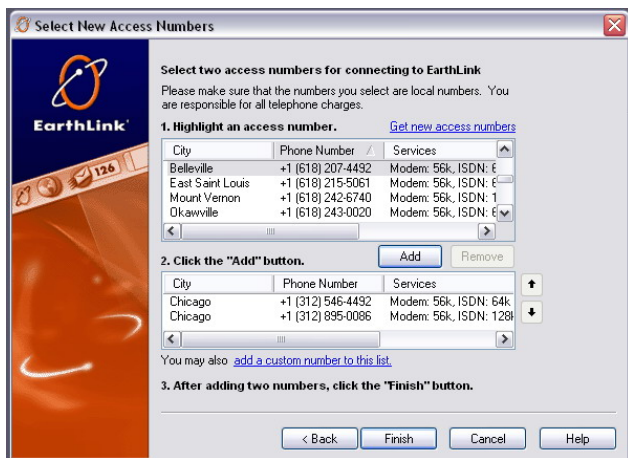 Select New Access Numbers
EarthLink
126
Select two access numbers for connecting to EarthLink
Please make sure that the numbers you select are local numbers. You
are responsible for all telephone charges.
1. Highlight an access number. Get new access numbers
City Phone Number Services
Belleville +1 (618) 207-4492 Modem: 56k, ISDN: 6
East Saint Louis +1 (618) 215-5061 Modem: 56k, ISDN: 6
Mount Vernon +1 (618) 242-6740 Modem: 56k, ISDN: 1
Okawville +1 (618) 243-0020 Modem: 56k, ISDN: 6
2. Click the "Add" button. Add Remove
City Phone Number Services
Chicago +1 (312) 546-4492 Modem: 56k, ISDN: 64k
Chicago +1 (312) 895-0086 Modem: 56k, ISDN: 128k
You may also add a custom number to this list.
3. After adding two numbers, click the "Finish" button.
< Back Finish Cancel Help